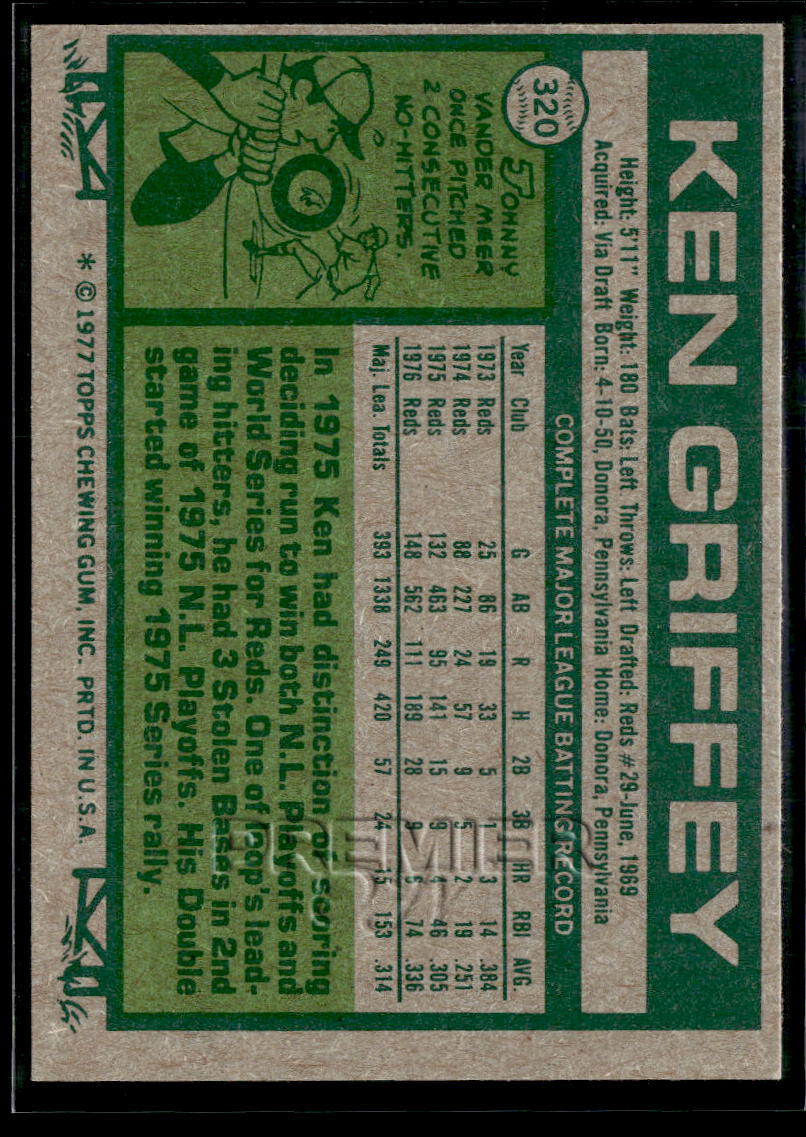 320
KEN GRIFFEY
Height: 5'11" Weight: 180 Bats: Left Throws: Left Drafted: Reds #29-June, 1969
Acquired: Via Draft Born: 4-10-50, Donora, Pennsylvania Home: Donora, Pennsylvania
COMPLETE MAJOR LEAGUE BATTING RECORD
Year Club G AB R H 2B 3B HR RBI AVG.
1973 Reds 25 86 19 33 5 1 3 14 .384
1974 Reds 88 227 24 57 9 5 2 19 .251
1975 Reds 132 463 95 141 15 9 4 46 .305
1976 Reds 148 562 111 189 28 9 6 74 .336
Maj. Lea. Totals 393 1338 249 420 57 24 15 153 .314
JOHNNY
VANDER MEER
ONCE PITCHED
2 CONSECUTIVE
NO-HITTERS.
In 1975 Ken had distinction of scoring
deciding run to win both N.L. Playoffs and
World Series for Reds. One of Loop's lead-
ing hitters, he had 3 Stolen Bases in 2nd
game of 1975 N.L. Playoffs. His Double
started winning 1975 Series rally.
* © 1977 TOPPS CHEWING GUM, INC. PRTD. IN U.S.A.
PREMIER